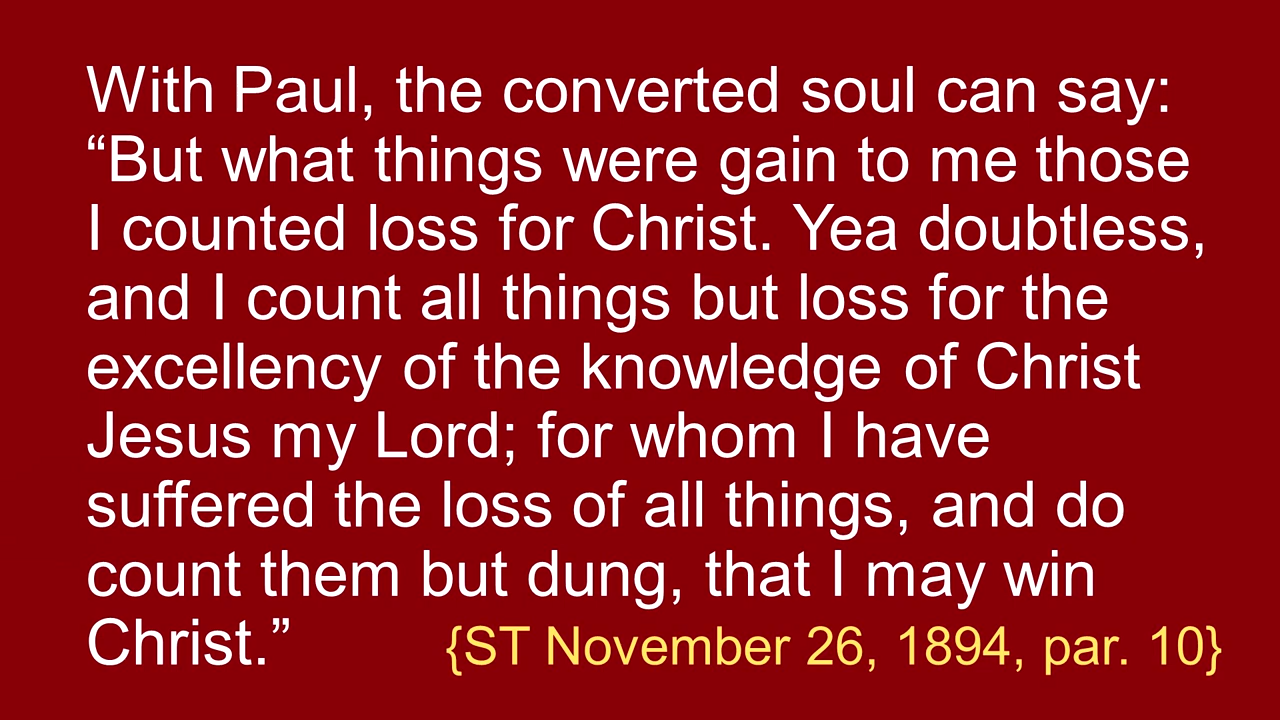 With Paul, the converted soul can say:
“But what things were gain to me those
I counted loss for Christ. Yea doubtless,
and I count all things but loss for the
excellency of the knowledge of Christ
Jesus my Lord; for whom I have
suffered the loss of all things, and do
count them but dung, that I may win
Christ.” {ST November 26, 1894, par. 10}